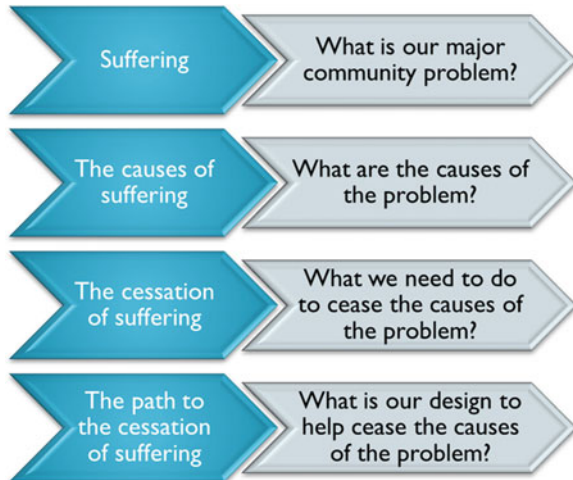 Suffering
What is our major
community problem?
The causes of
suffering
What are the causes of
the problem?
The cessation
of suffering
What we need to do
to cease the causes of
the problem?
The path to
the cessation
of suffering
What is our design to
help cease the causes
of the problem?